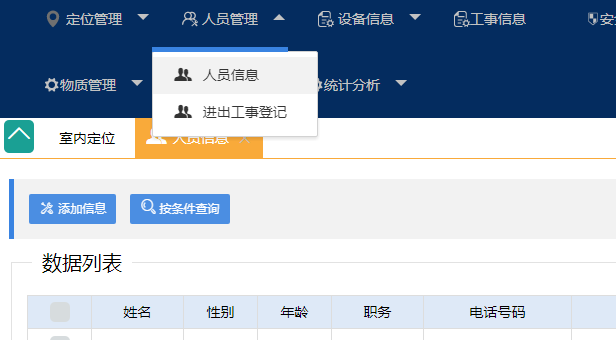 定位管理 人员管理 设备信息 工事信息 安
物质管理 统计分析
人员信息
进出工事登记
室内定位 人员信息
添加信息 按条件查询
数据列表
姓名 性别 年龄 职务 电话号码